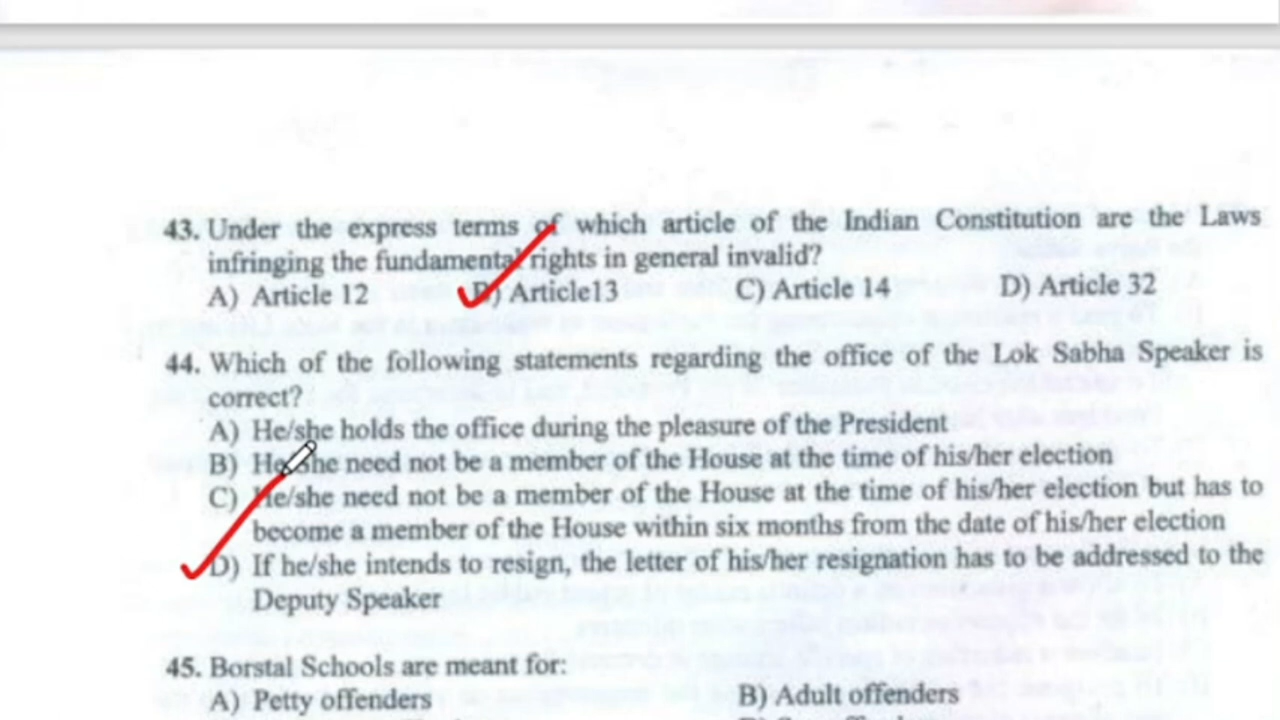 43. Under the express terms of which article of the Indian Constitution are the Laws
infringing the fundamental rights in general invalid?
A) Article 12 B) Article13 C) Article 14 D) Article 32
44. Which of the following statements regarding the office of the Lok Sabha Speaker is
correct?
A) He/she holds the office during the pleasure of the President
B) He/she need not be a member of the House at the time of his/her election
C) He/she need not be a member of the House at the time of his/her election but has to
become a member of the House within six months from the date of his/her election
D) If he/she intends to resign, the letter of his/her resignation has to be addressed to the
Deputy Speaker
45. Borstal Schools are meant for:
A) Petty offenders B) Adult offenders